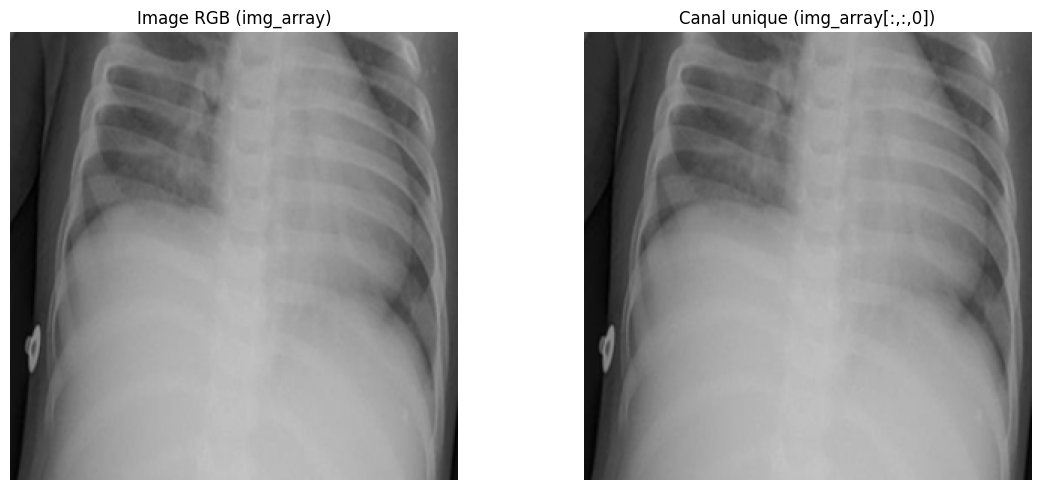 Image RGB (img_array)
Canal unique (img_array[:,:,0])